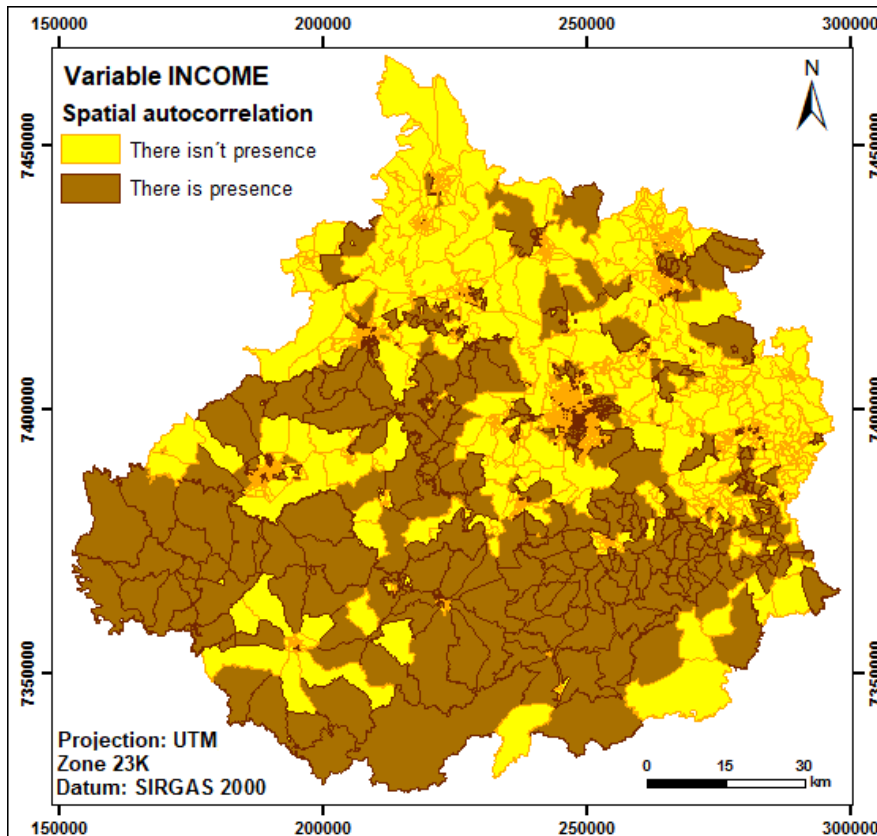 150000 200000 250000 300000
Variable INCOME
Spatial autocorrelation
There isn´t presence
There is presence
N
7450000 7450000
7400000 7400000
7350000 7350000
Projection: UTM
Zone 23K
Datum: SIRGAS 2000
0 15 30
km
150000 200000 250000 300000